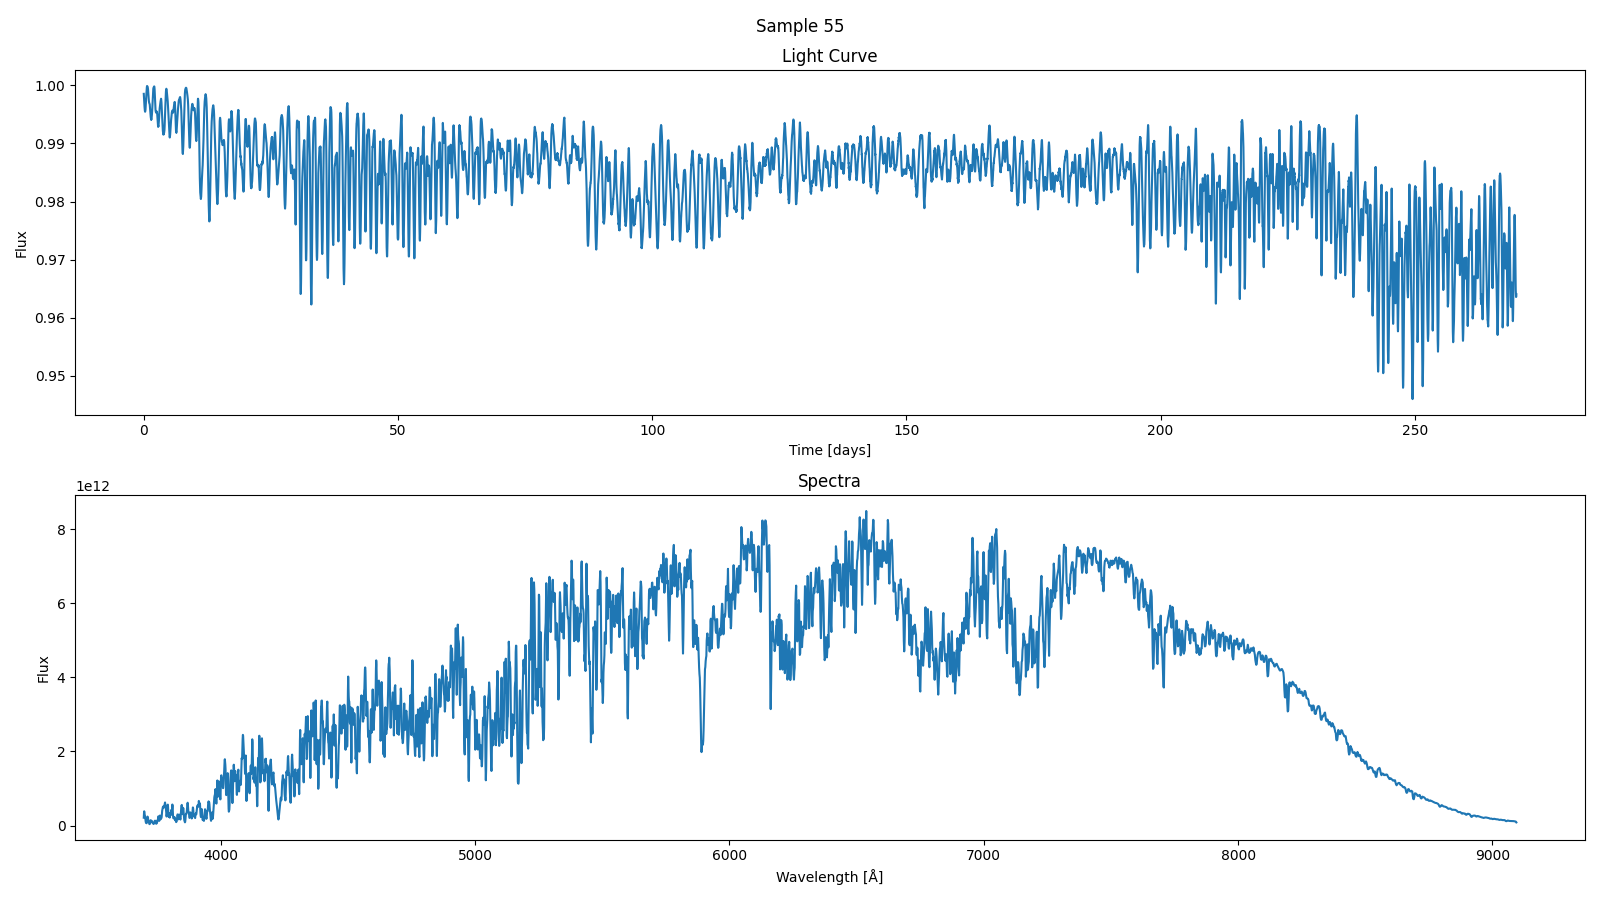 Sample 55
Light Curve
1.00
0.99
0.98
0.97
0.96
0.95
Flux
0 50 100 150 200 250
Time [days]
Spectra
1e12
8
6
4
2
0
Flux
4000 5000 6000 7000 8000 9000
Wavelength [Å]